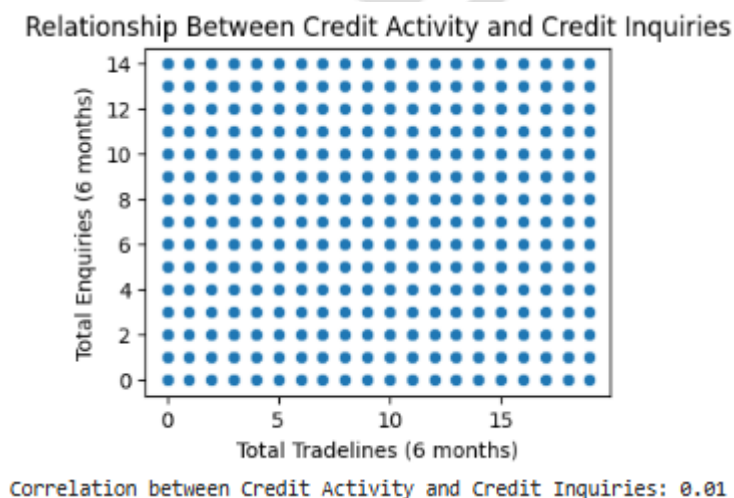 Relationship Between Credit Activity and Credit Inquiries
14
12
10
8
6
4
2
0
Total Enquiries (6 months)
0 5 10 15
Total Tradelines (6 months)
Correlation between Credit Activity and Credit Inquiries: 0.01